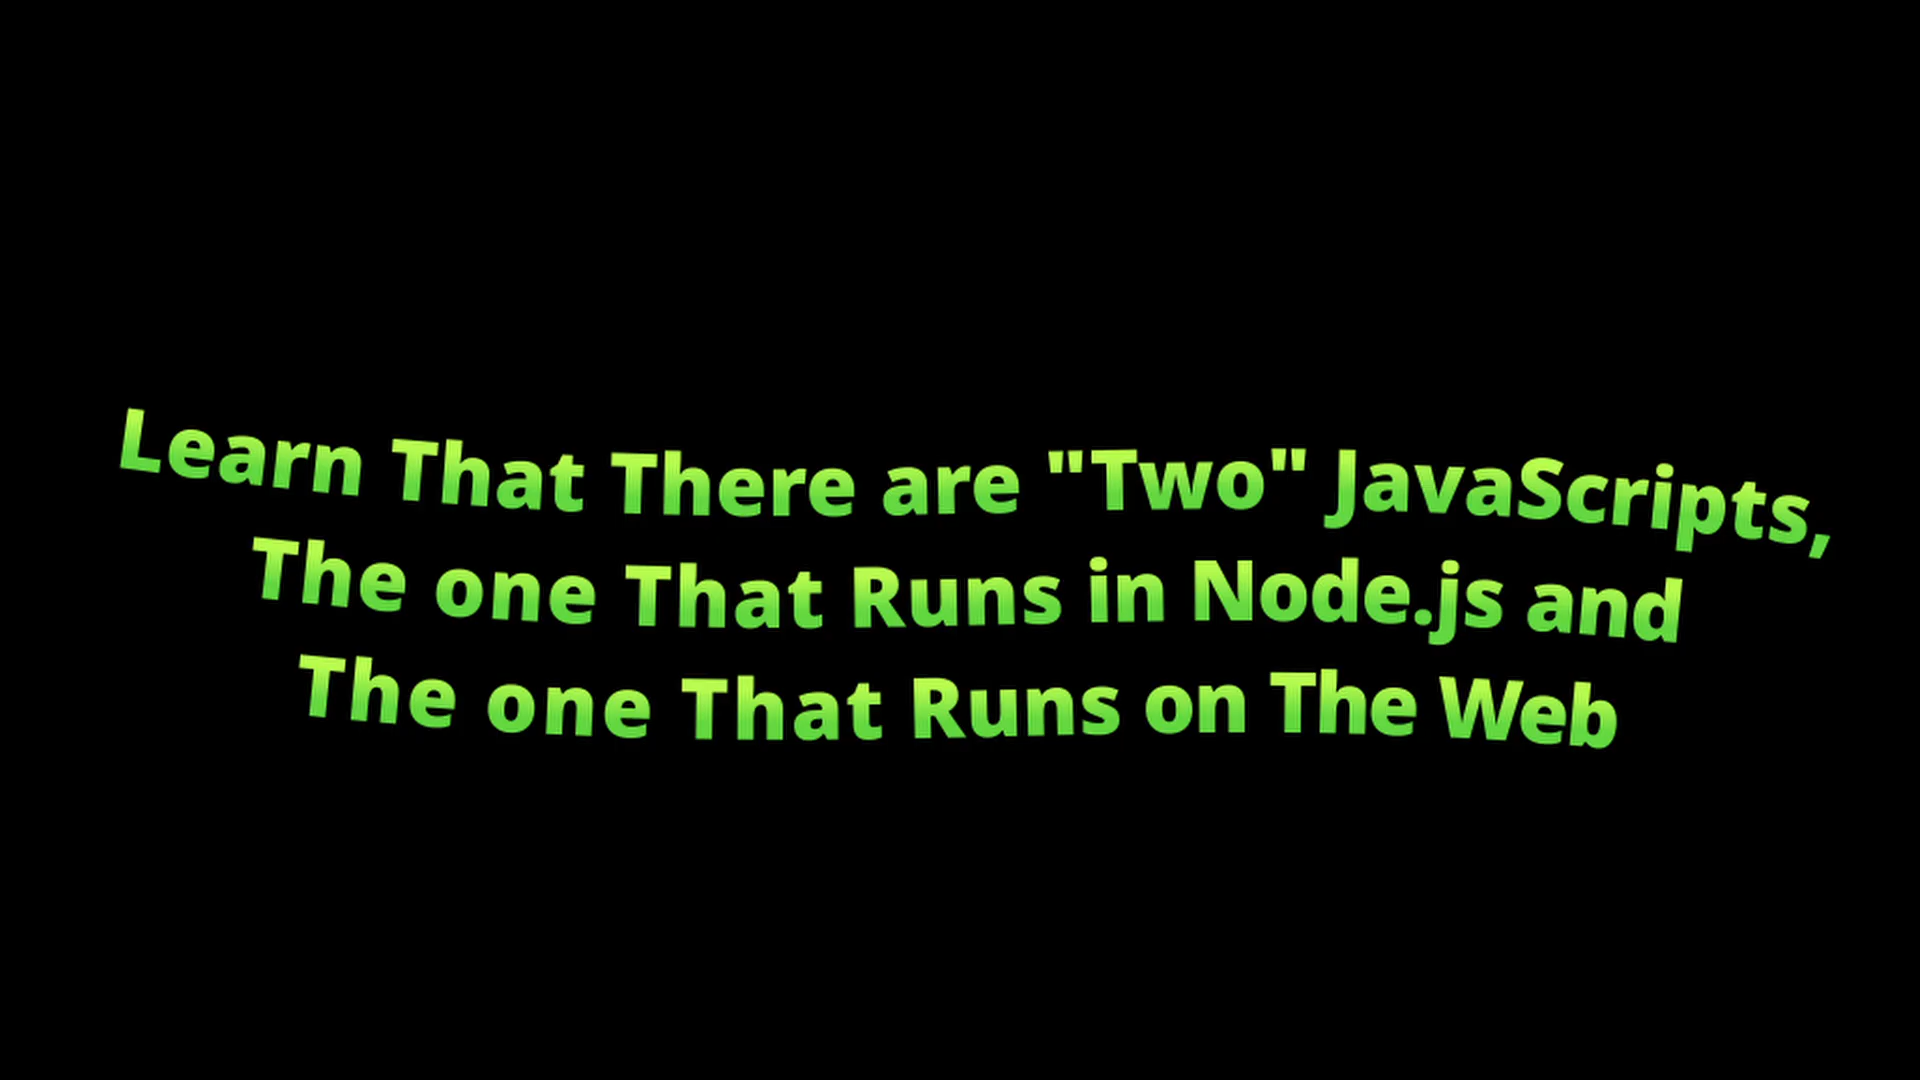 Learn That There are "Two" JavaScripts,
The one That Runs in Node.js and
The one That Runs on The Web